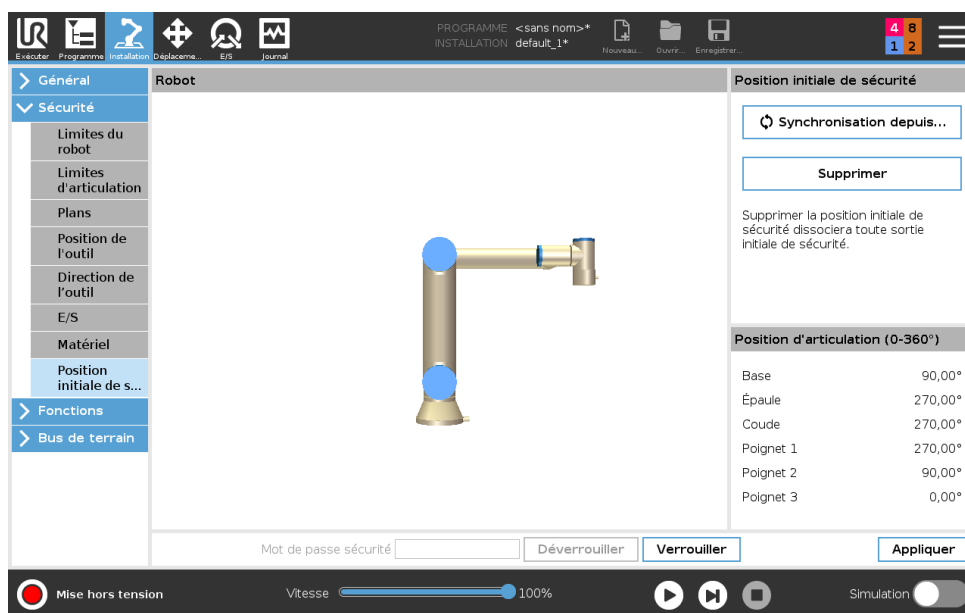 PROGRAMME <sans nom>*
INSTALLATION default_1*
Exécuter Programme Installation Déplaceme... E/S Journal
Nouveau... Ouvrir... Enregistrer...
4 8
1 2
Général
Sécurité
Limites du
robot
Limites
d'articulation
Plans
Position de
l'outil
Direction de
l'outil
E/S
Matériel
Position
initiale de s...
Fonctions
Bus de terrain
Robot
Position initiale de sécurité
Synchronisation depuis...
Supprimer
Supprimer la position initiale de
sécurité dissociera toute sortie
initiale de sécurité.
Position d'articulation (0-360°)
Base 90,00°
Épaule 270,00°
Coude 270,00°
Poignet 1 270,00°
Poignet 2 90,00°
Poignet 3 0,00°
Mot de passe sécurité Déverrouiller Verrouiller Appliquer
Mise hors tension Vitesse 100% Simulation